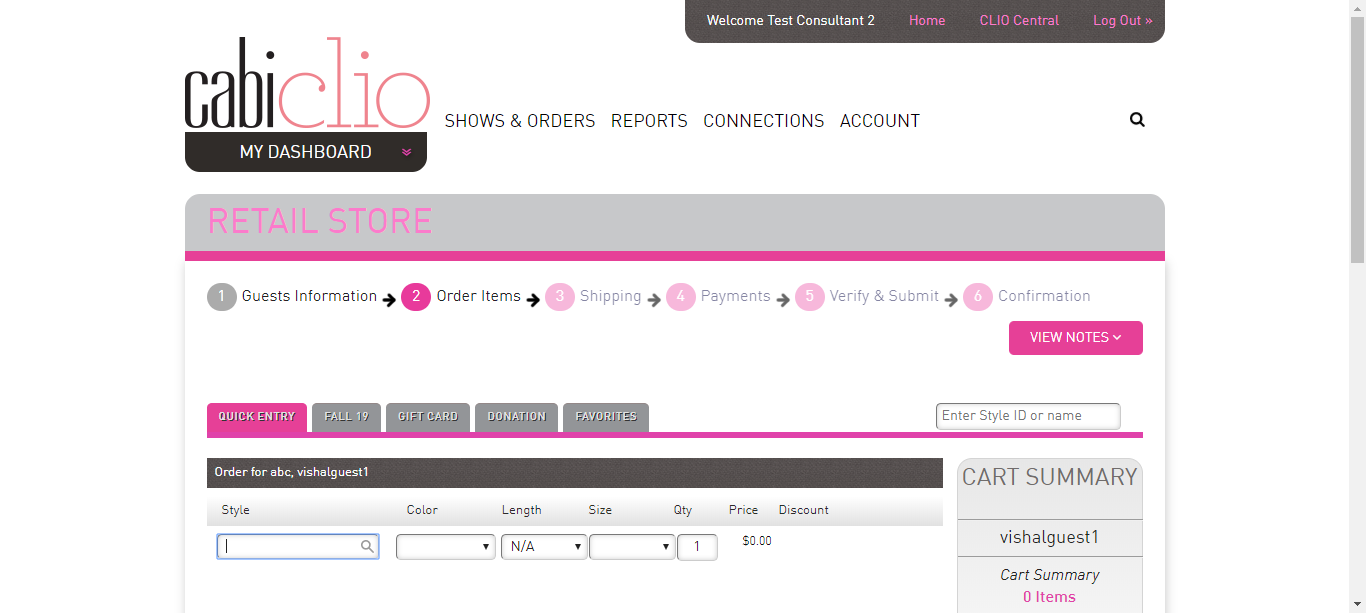 Welcome Test Consultant 2 Home CLIO Central Log Out »
cabiclio
MY DASHBOARD
SHOWS & ORDERS REPORTS CONNECTIONS ACCOUNT
RETAIL STORE
1 Guests Information 2 Order Items 3 Shipping 4 Payments 5 Verify & Submit 6 Confirmation
VIEW NOTES
QUICK ENTRY FALL 19 GIFT CARD DONATION FAVORITES Enter Style ID or name
Order for abc, vishalguest1
Style Color Length Size Qty Price Discount
N/A 1 $0.00
CART SUMMARY
vishalguest1
Cart Summary
0 Items